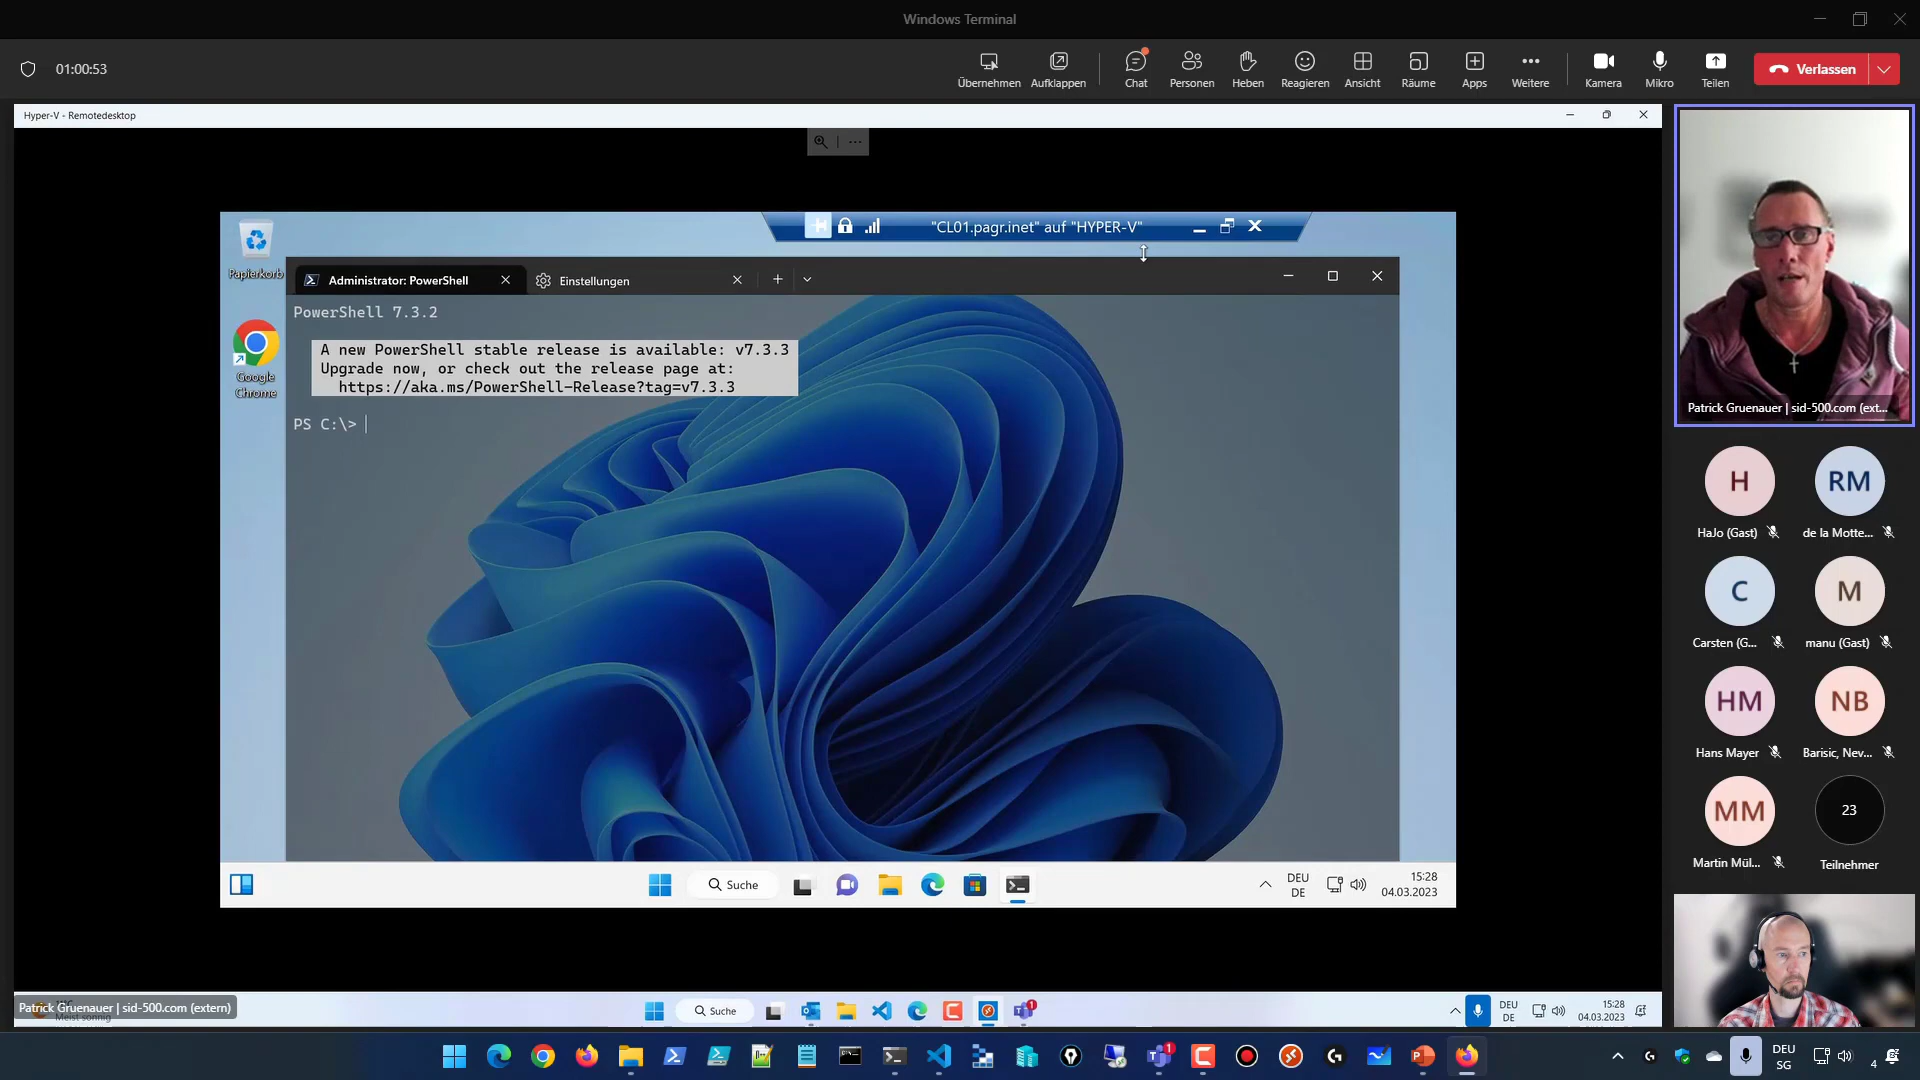 Windows Terminal
01:00:53
Übernehmen
Aufklappen
Chat
Personen
Heben
Reagieren
Ansicht
Räume
Apps
Weitere
Kamera
Mikro
Teilen
Verlassen
Hyper-V - Remotedesktop
"CL01.pagr.inet" auf "HYPER-V"
Papierkorb
Google
Chrome
Administrator: PowerShell
Einstellungen
PowerShell 7.3.2
A new PowerShell stable release is available: v7.3.3
Upgrade now, or check out the release page at:
https://aka.ms/PowerShell-Release?tag=v7.3.3
PS C:\>
Suche
DEU
DE
15:28
04.03.2023
Patrick Gruenauer | sid-500.com (ext...
H
HaJo (Gast)
RM
de la Motte...
C
Carsten (G...
M
manu (Gast)
HM
Hans Mayer
NB
Barisic, Nev...
MM
Martin Mül...
23
Teilnehmer
Patrick Gruenauer | sid-500.com (extern)
Meist sonnig
Suche
1
DEU
DE
15:28
04.03.2023
1
DEU
SG
4